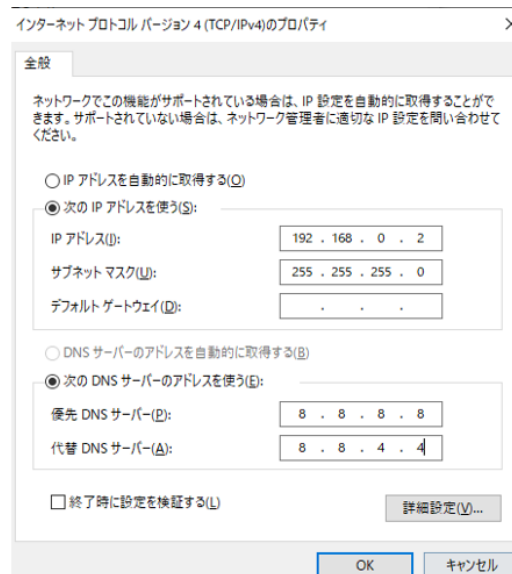 インターネット プロトコル バージョン 4 (TCP/IPv4)のプロパティ
全般
ネットワークでこの機能がサポートされている場合は、IP 設定を自動的に取得することがで
きます。サポートされていない場合は、ネットワーク管理者に適切な IP 設定を問い合わせて
ください。
IP アドレスを自動的に取得する(O)
次の IP アドレスを使う(S):
IP アドレス(I): 192 . 168 . 0 . 2
サブネット マスク(U): 255 . 255 . 255 . 0
デフォルト ゲートウェイ(D): . . .
DNS サーバーのアドレスを自動的に取得する(B)
次の DNS サーバーのアドレスを使う(E):
優先 DNS サーバー(P): 8 . 8 . 8 . 8
代替 DNS サーバー(A): 8 . 8 . 4 . 4
終了時に設定を検証する(L)
詳細設定(V)...
OK キャンセル